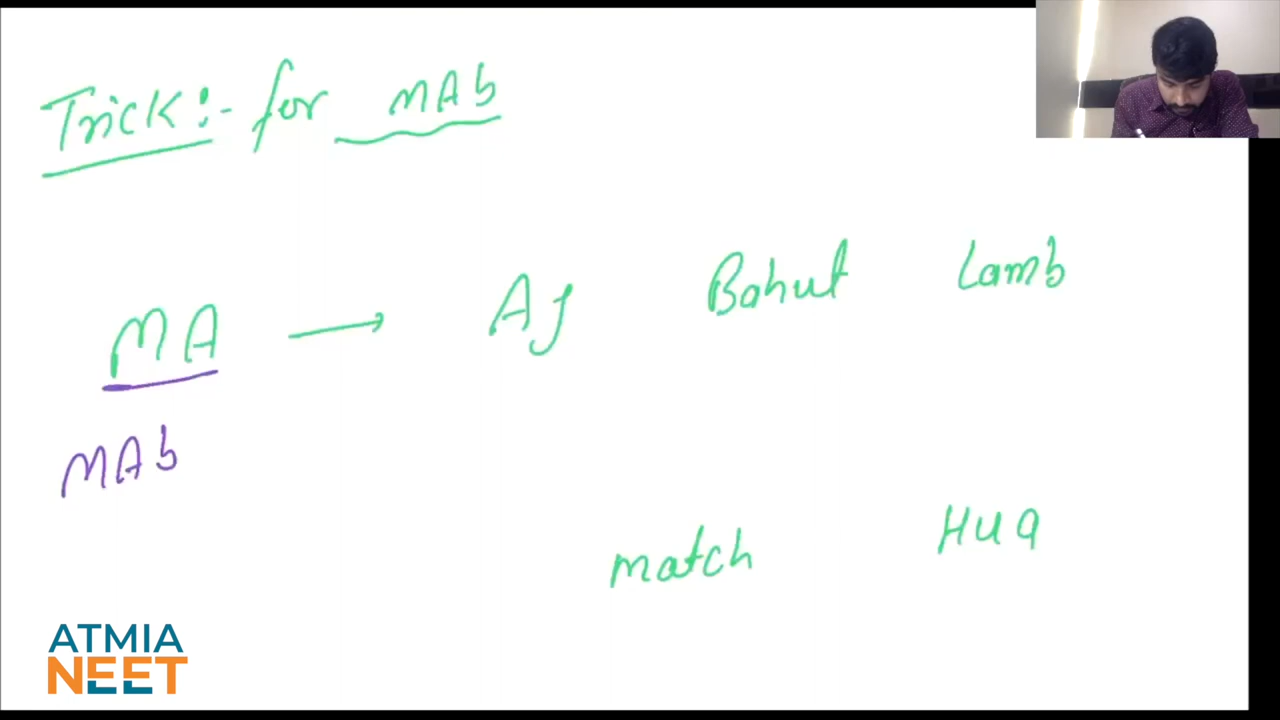 Trick:- for MAb
MA → Aj Bahut Lamb
MAb
match HUA
ATMIA
NEET